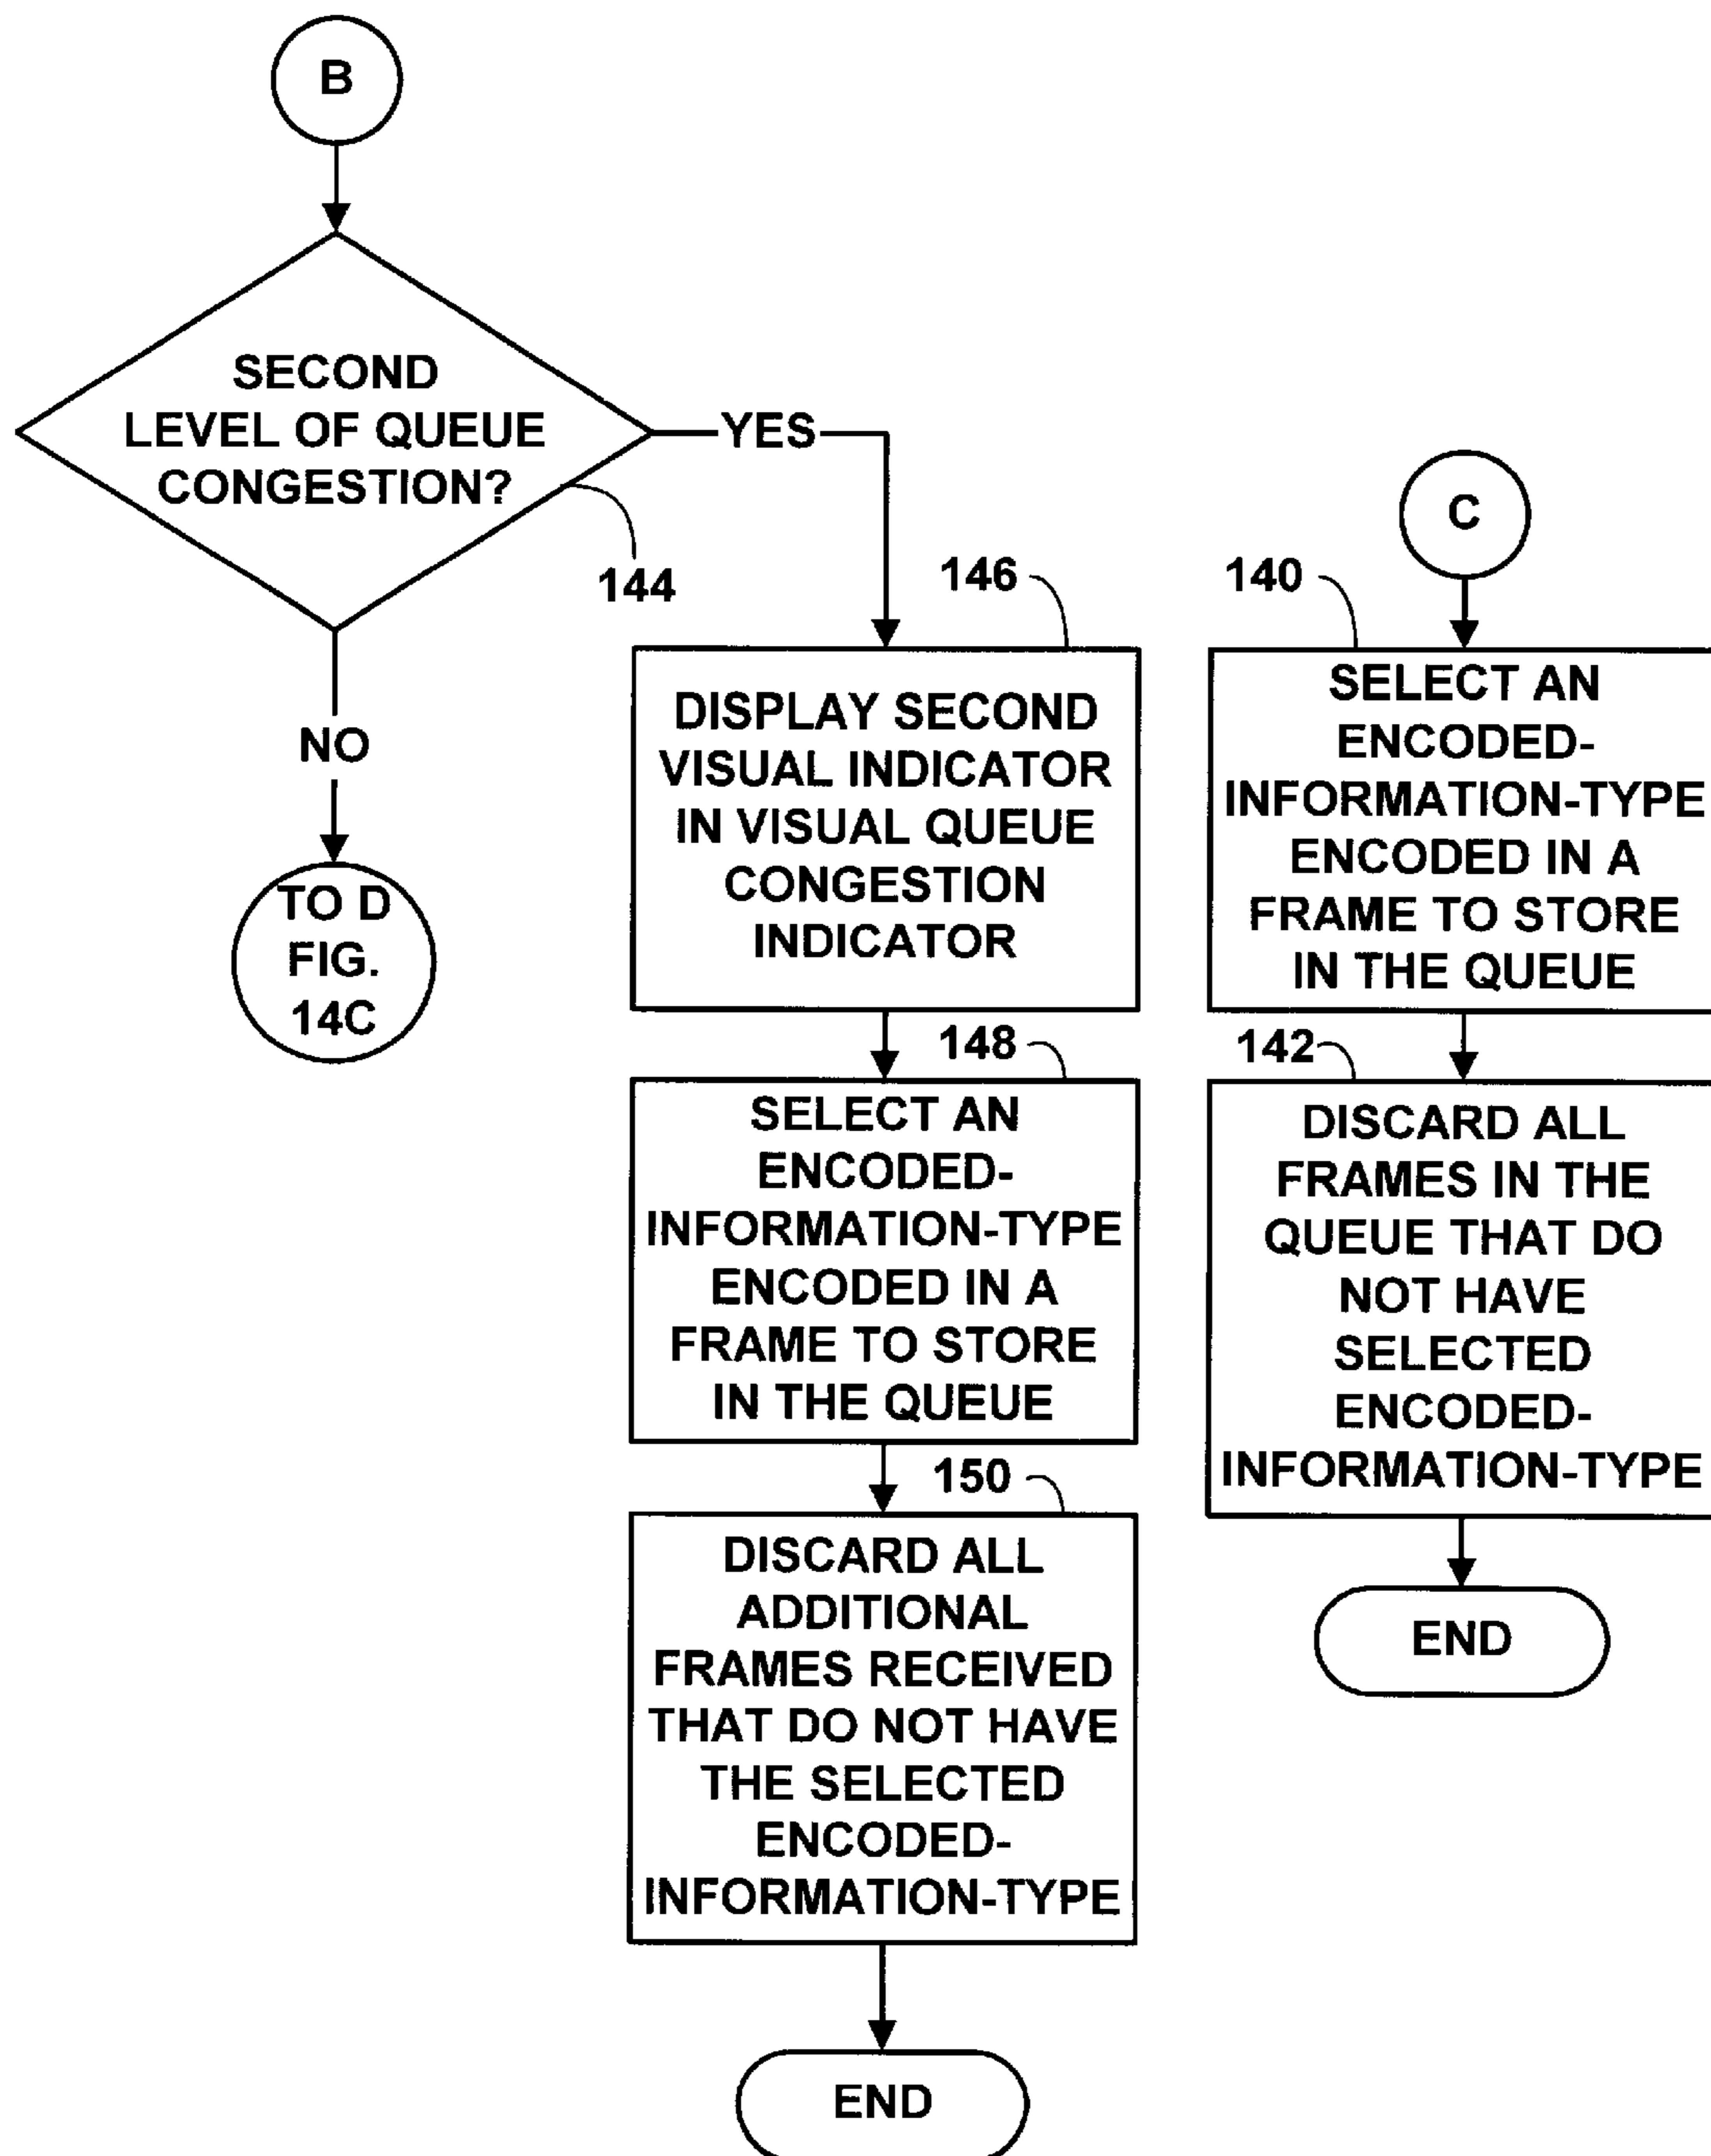 B
SECOND
LEVEL OF QUEUE
CONGESTION?
YES
144
NO
TO D
FIG.
14C
146
DISPLAY SECOND
VISUAL INDICATOR
IN VISUAL QUEUE
CONGESTION
INDICATOR
148
SELECT AN
ENCODED-
INFORMATION-TYPE
ENCODED IN A
FRAME TO STORE
IN THE QUEUE
150
DISCARD ALL
ADDITIONAL
FRAMES RECEIVED
THAT DO NOT HAVE
THE SELECTED
ENCODED-
INFORMATION-TYPE
END
C
140
SELECT AN
ENCODED-
INFORMATION-TYPE
ENCODED IN A
FRAME TO STORE
IN THE QUEUE
142
DISCARD ALL
FRAMES IN THE
QUEUE THAT DO
NOT HAVE
SELECTED
ENCODED-
INFORMATION-TYPE
END